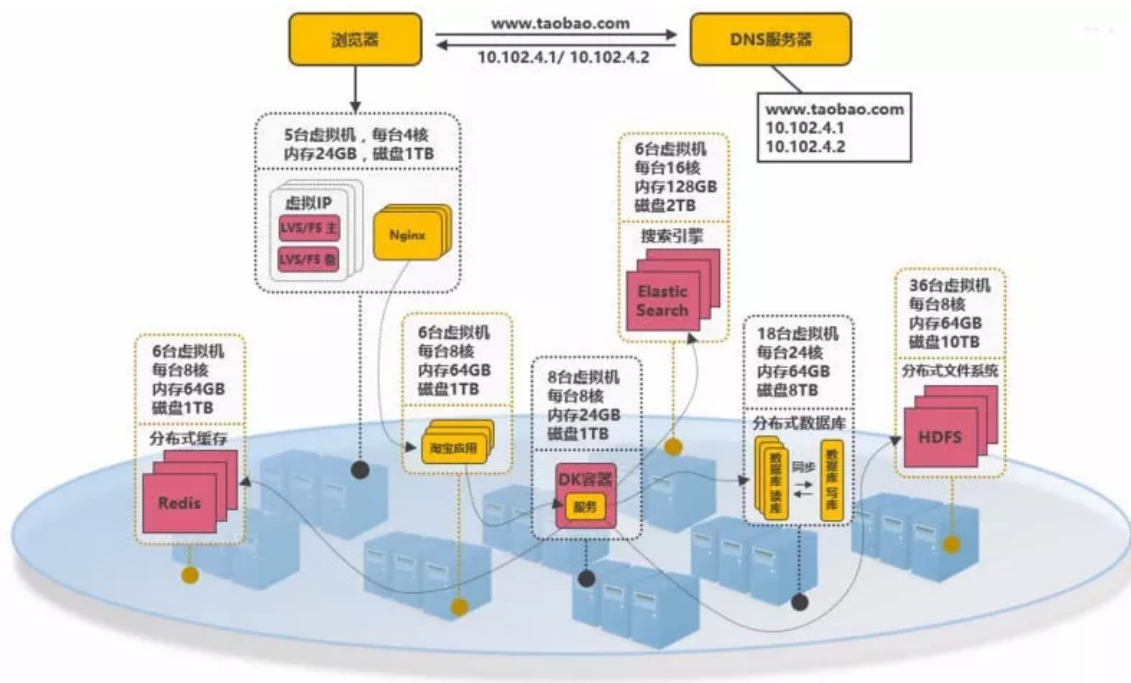 www.taobao.com
浏览器
DNS服务器
10.102.4.1/ 10.102.4.2
www.taobao.com
10.102.4.1
10.102.4.2
5台虚拟机，每台4核
内存24GB，磁盘1TB
虚拟IP
LVS/F5 主
LVS/F5 备
Nginx
6台虚拟机
每台16核
内存128GB
磁盘2TB
搜索引擎
Elastic
Search
36台虚拟机
每台8核
内存64GB
磁盘10TB
分布式文件系统
HDFS
6台虚拟机
每台8核
内存64GB
磁盘1TB
分布式缓存
Redis
6台虚拟机
每台8核
内存64GB
磁盘1TB
淘宝应用
8台虚拟机
每台8核
内存24GB
磁盘1TB
DK容器
服务
18台虚拟机
每台24核
内存64GB
磁盘8TB
分布式数据库
数据库 读库
同步
数据库 写库